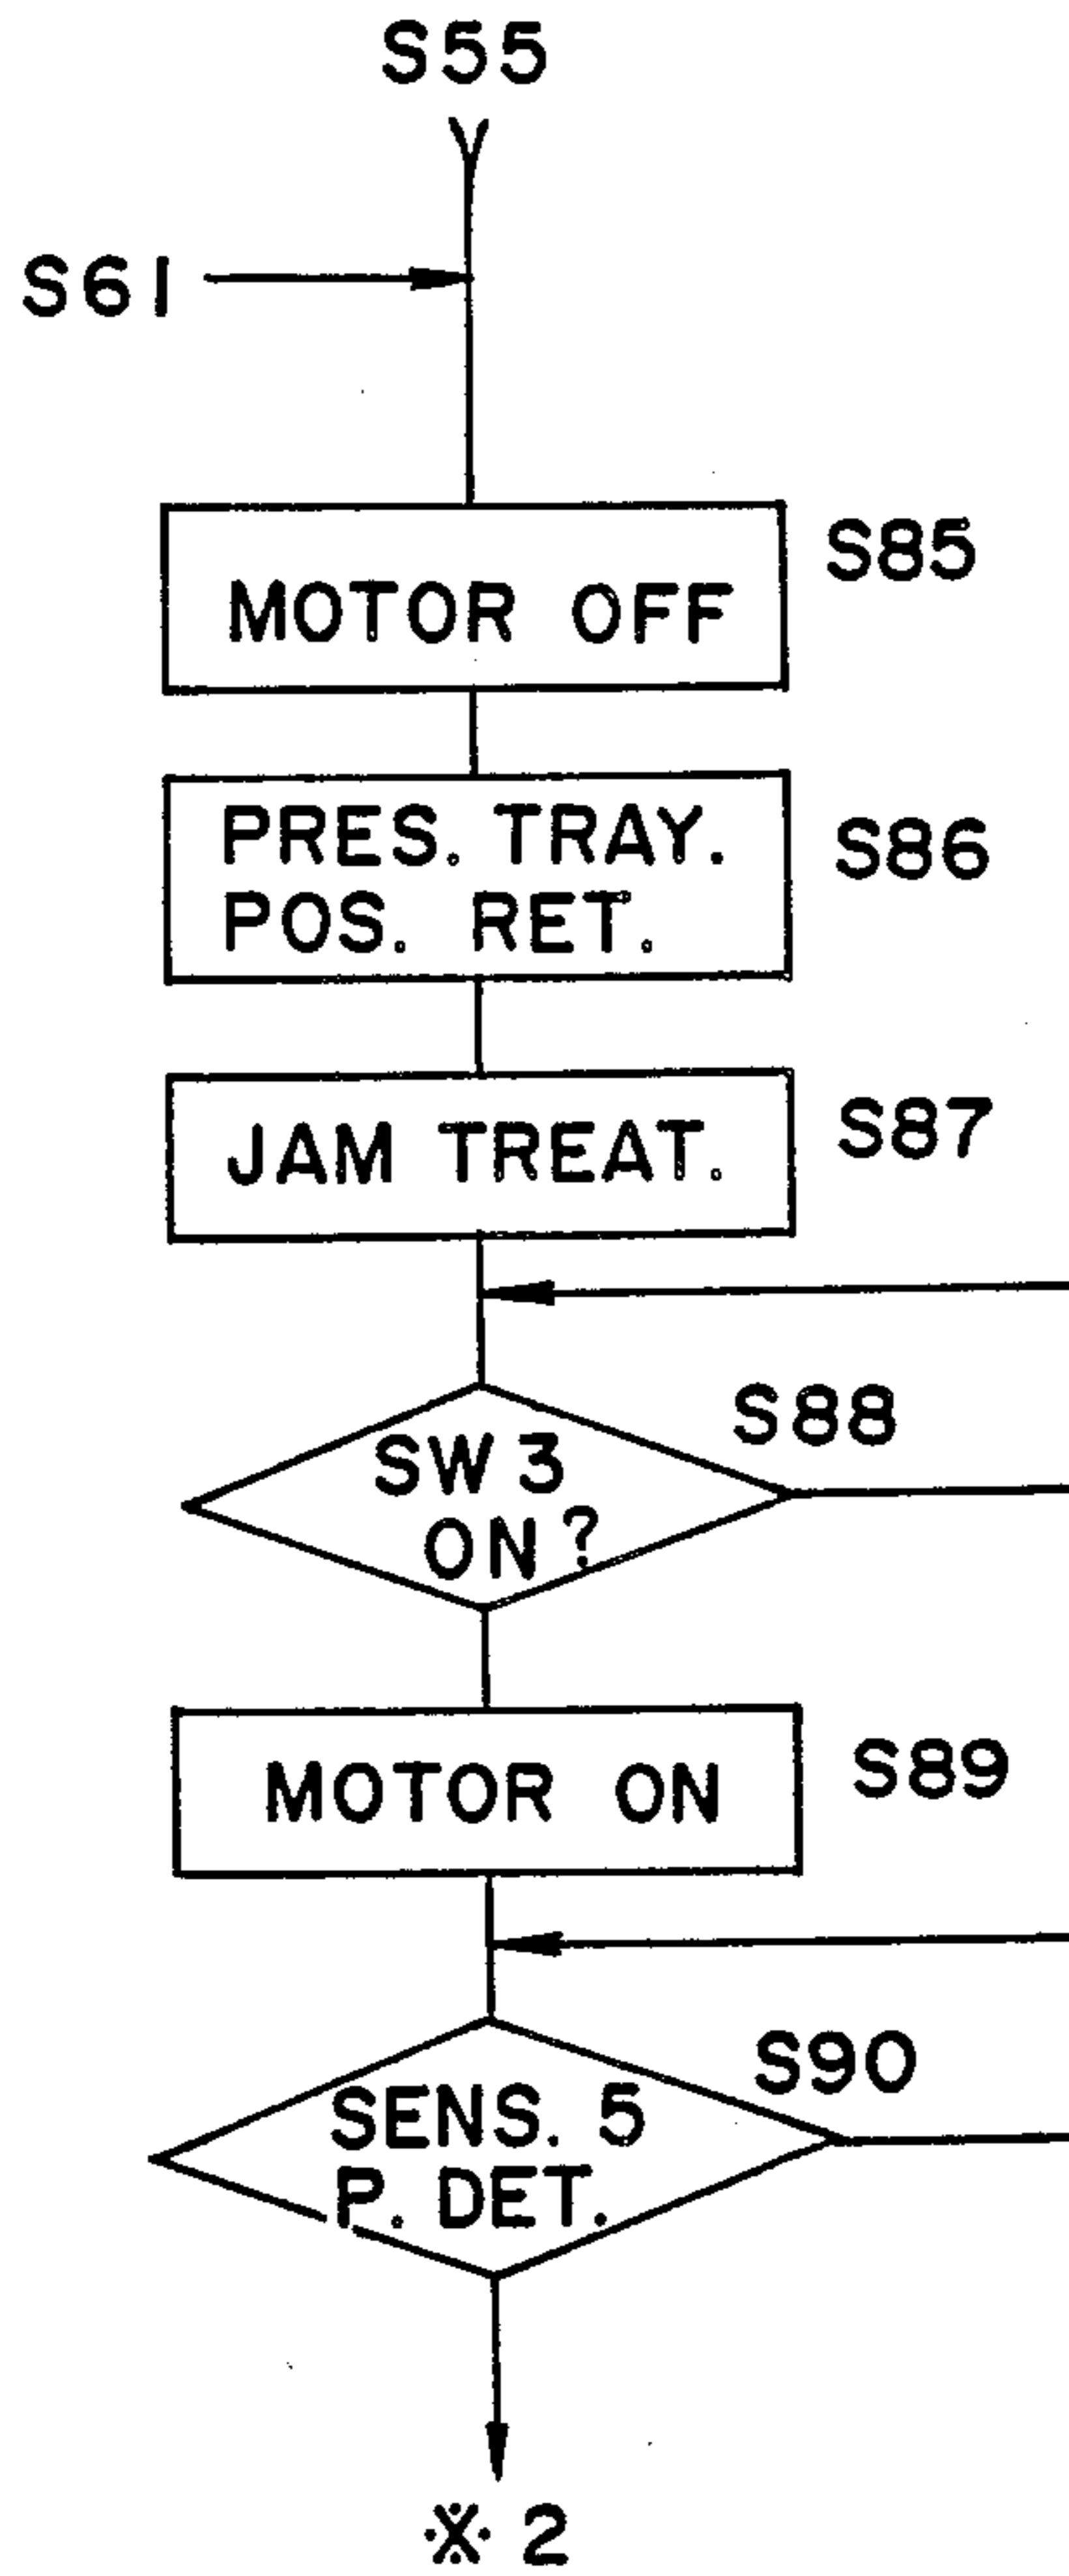 S55
S61
S85
MOTOR OFF
PRES. TRAY.
POS. RET.
S86
JAM TREAT.
S87
S88
SW 3
ON?
MOTOR ON
S89
S90
SENS. 5
P. DET.
※2